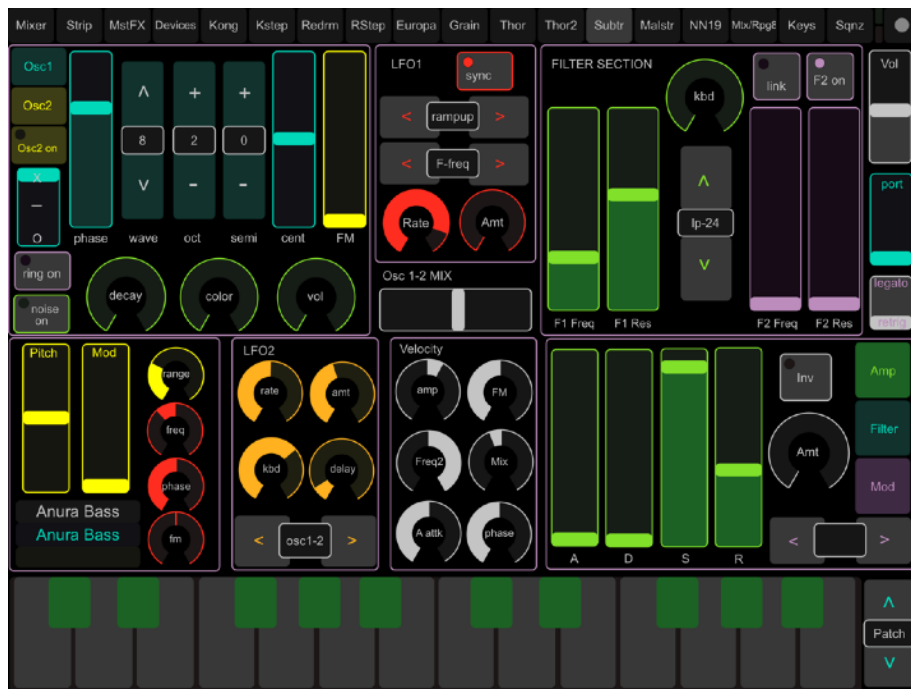 Mixer Strip MstFX Devices Kong Kstep Redrm RStep Europa Grain Thor Thor2 Subtr Malstr NN19 Mtx/Rpg8 Keys Sqnz
Osc1
Osc2
Osc2 on
X
—
O
phase
^
8
v
wave
+
2
-
oct
+
0
-
semi
cent
FM
ring on
noise on
decay
color
vol
LFO1
sync
< rampup >
< F-freq >
Rate
Amt
Osc 1-2 MIX
FILTER SECTION
kbd
link
F2 on
^
lp-24
v
F1 Freq
F1 Res
F2 Freq
F2 Res
Vol
port
legato
retrig
Pitch
Mod
range
freq
phase
fm
Anura Bass
Anura Bass
LFO2
rate
amt
kbd
delay
< osc1-2 >
Velocity
amp
FM
Freq2
Mix
A attk
phase
A
D
S
R
Inv
Amt
< >
Amp
Filter
Mod
^
Patch
v